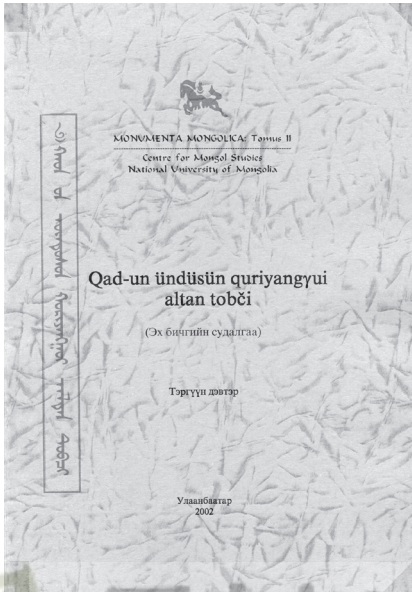 MONUMENTA MONGOLICA: Tomus II
Centre for Mongol Studies
National University of Mongolia
Qad-un ündüsün quriyangγui
altan tobči
(Эх бичгийн судалгаа)
Тэргүүн дэвтэр
Улаанбаатар
2002